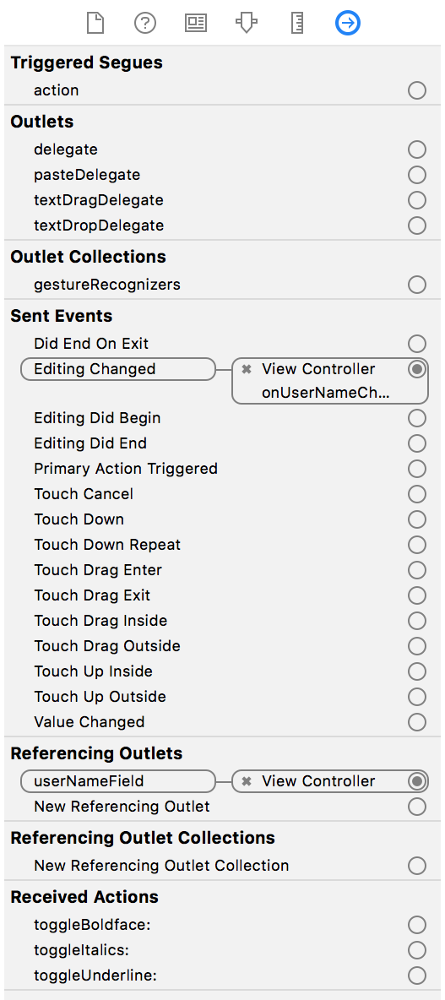 Triggered Segues
action
Outlets
delegate
pasteDelegate
textDragDelegate
textDropDelegate
Outlet Collections
gestureRecognizers
Sent Events
Did End On Exit
Editing Changed View Controller
onUserNameCh...
Editing Did Begin
Editing Did End
Primary Action Triggered
Touch Cancel
Touch Down
Touch Down Repeat
Touch Drag Enter
Touch Drag Exit
Touch Drag Inside
Touch Drag Outside
Touch Up Inside
Touch Up Outside
Value Changed
Referencing Outlets
userNameField View Controller
New Referencing Outlet
Referencing Outlet Collections
New Referencing Outlet Collection
Received Actions
toggleBoldface:
toggleItalics:
toggleUnderline: